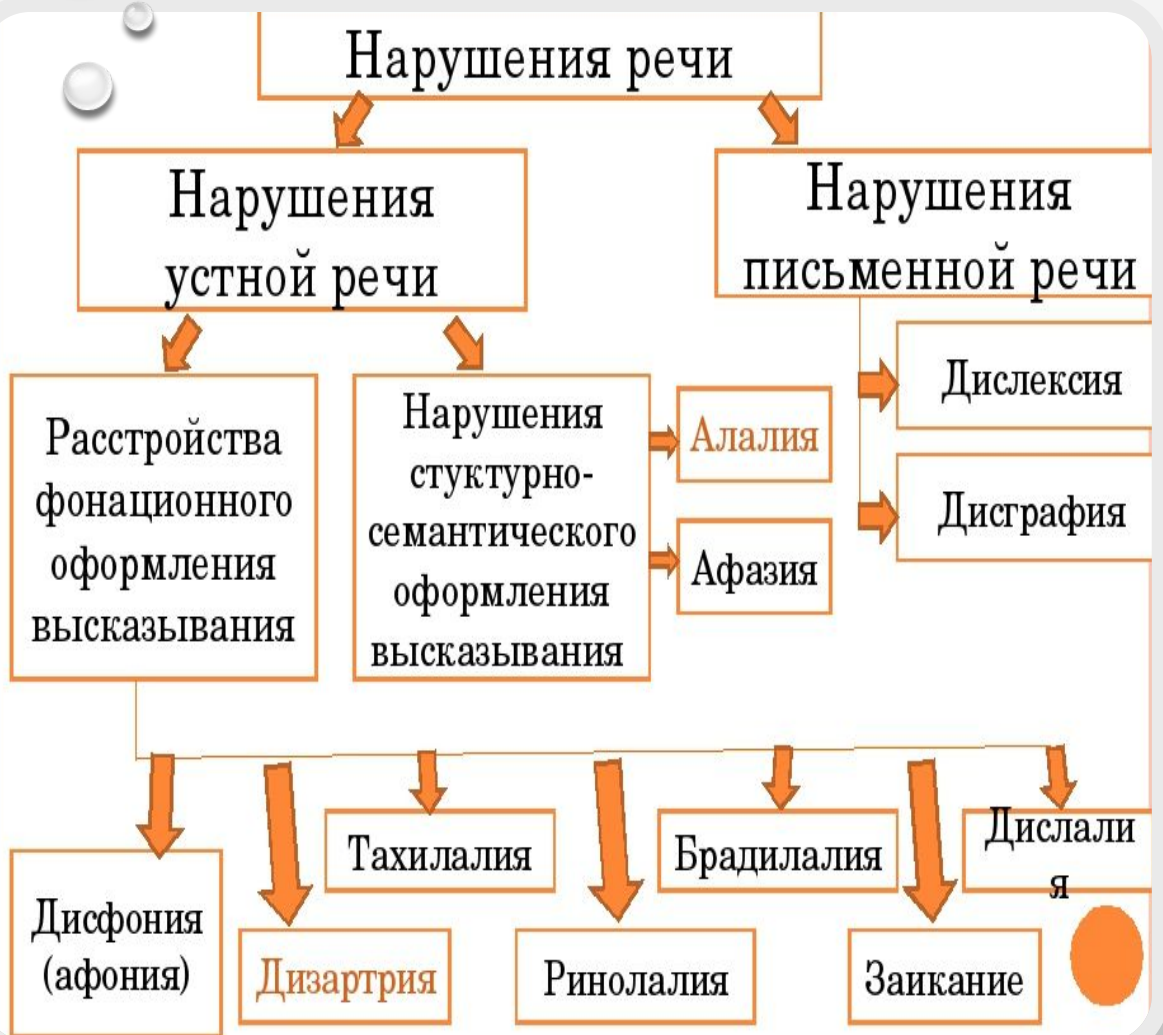 Нарушения речи
Нарушения
устной речи
Нарушения
письменной речи
Расстройства
фонационного
оформления
высказывания
Нарушения
стуктурно-
семантического
оформления
высказывания
Алалия
Афазия
Дислексия
Дисграфия
Дисфония
(афония)
Дизартрия
Тахилалия
Ринолалия
Брадилалия
Заикание
Дислали
я